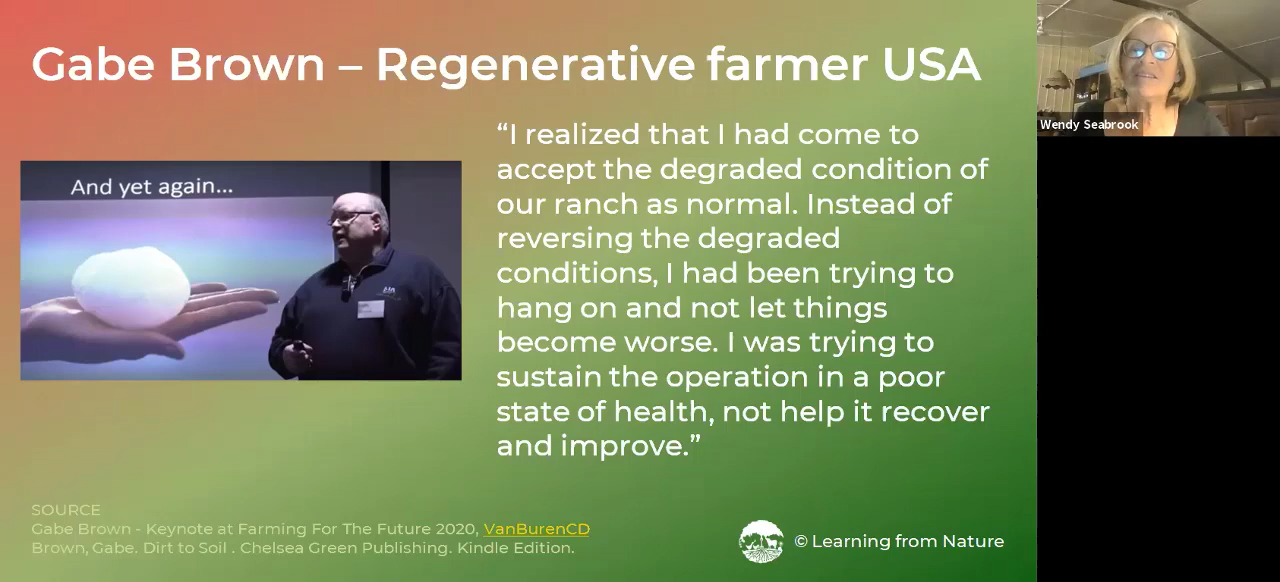 Gabe Brown – Regenerative farmer USA
And yet again...
“I realized that I had come to
accept the degraded condition of
our ranch as normal. Instead of
reversing the degraded
conditions, I had been trying to
hang on and not let things
become worse. I was trying to
sustain the operation in a poor
state of health, not help it recover
and improve.”
SOURCE
Gabe Brown - Keynote at Farming For The Future 2020, VanBurenCD
Brown, Gabe. Dirt to Soil . Chelsea Green Publishing. Kindle Edition.
© Learning from Nature
Wendy Seabrook